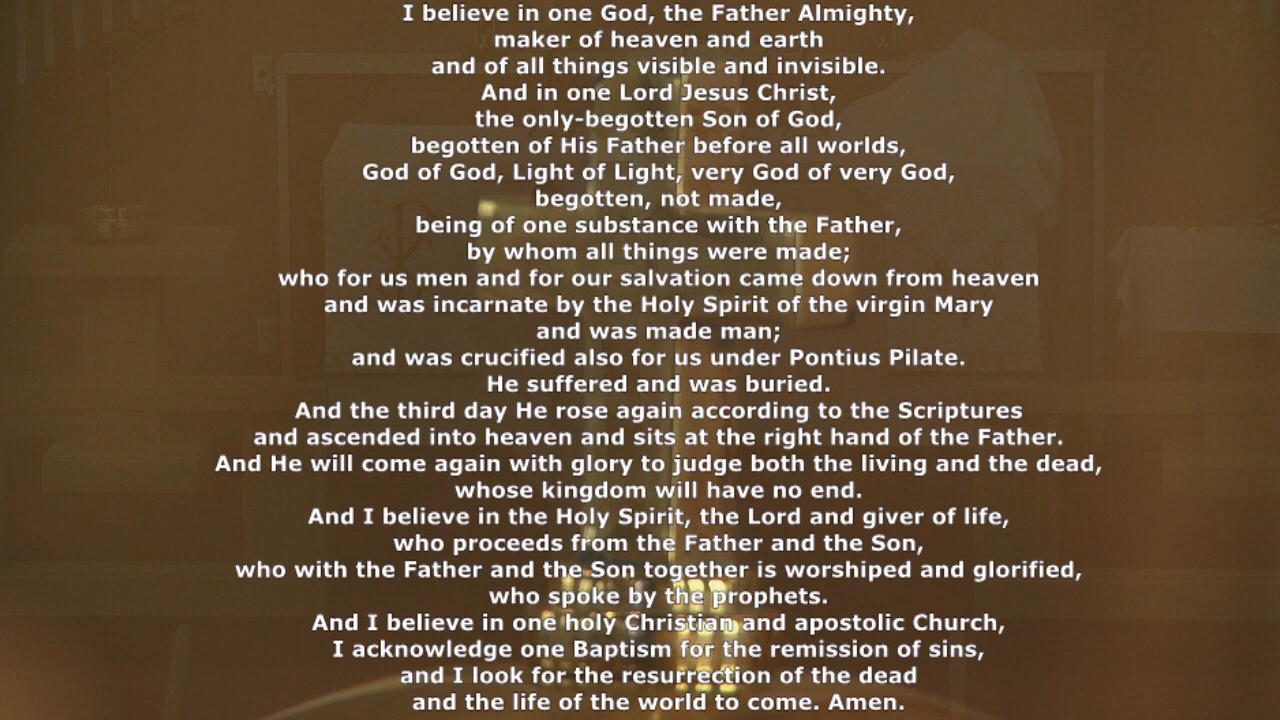 I believe in one God, the Father Almighty,
maker of heaven and earth
and of all things visible and invisible.
And in one Lord Jesus Christ,
the only-begotten Son of God,
begotten of His Father before all worlds,
God of God, Light of Light, very God of very God,
begotten, not made,
being of one substance with the Father,
by whom all things were made;
who for us men and for our salvation came down from heaven
and was incarnate by the Holy Spirit of the virgin Mary
and was made man;
and was crucified also for us under Pontius Pilate.
He suffered and was buried.
And the third day He rose again according to the Scriptures
and ascended into heaven and sits at the right hand of the Father.
And He will come again with glory to judge both the living and the dead,
whose kingdom will have no end.
And I believe in the Holy Spirit, the Lord and giver of life,
who proceeds from the Father and the Son,
who with the Father and the Son together is worshiped and glorified,
who spoke by the prophets.
And I believe in one holy Christian and apostolic Church,
I acknowledge one Baptism for the remission of sins,
and I look for the resurrection of the dead
and the life of the world to come. Amen.